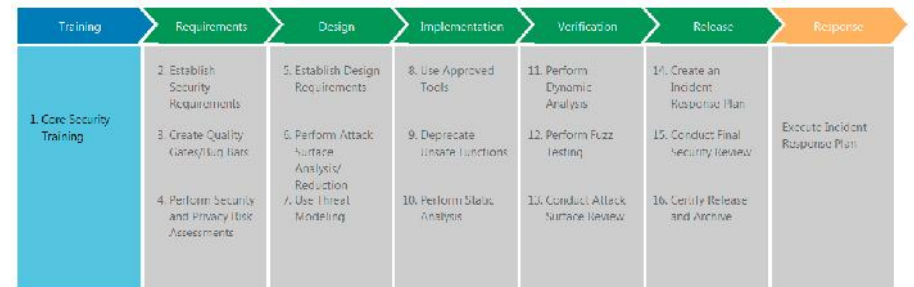 Training
Requirements
Design
Implementation
Verification
Release
Response
1. Core Security
Training
2. Establish
Security
Requirements
3. Create Quality
Gates/Bug Bars
4. Perform Security
and Privacy Risk
Assessments
5. Establish Design
Requirements
6. Perform Attack
Surface
Analysis/
Reduction
7. Use Threat
Modeling
8. Use Approved
Tools
9. Deprecate
Unsafe Functions
10. Perform Static
Analysis
11. Perform
Dynamic
Analysis
12. Perform Fuzz
Testing
13. Conduct Attack
Surface Review
14. Create an
Incident
Response Plan
15. Conduct Final
Security Review
16. Certify Release
and Archive
Execute Incident
Response Plan